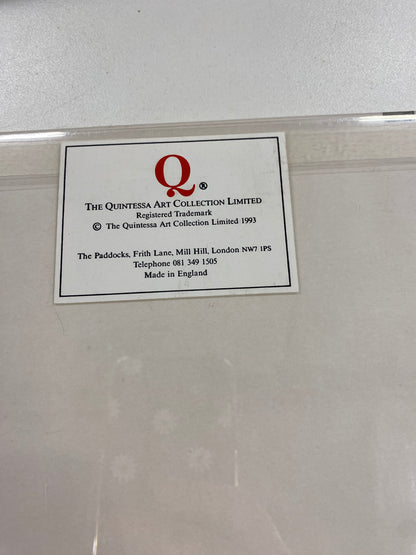 Q®
THE QUINTESSA ART COLLECTION LIMITED
Registered Trademark
© The Quintessa Art Collection Limited 1993
The Paddocks, Frith Lane, Mill Hill, London NW7 1PS
Telephone 081 349 1505
Made in England